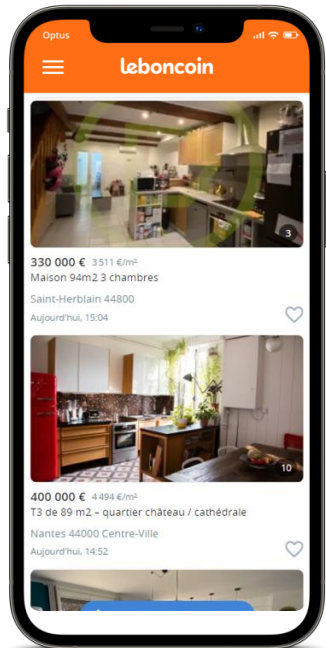 Optus
leboncoin
3
330 000 € 3 511 €/m²
Maison 94m2 3 chambres
Saint-Herblain 44800
Aujourd'hui, 15:04
10
400 000 € 4 494 €/m²
T3 de 89 m2 – quartier château / cathédrale
Nantes 44000 Centre-Ville
Aujourd'hui, 14:52